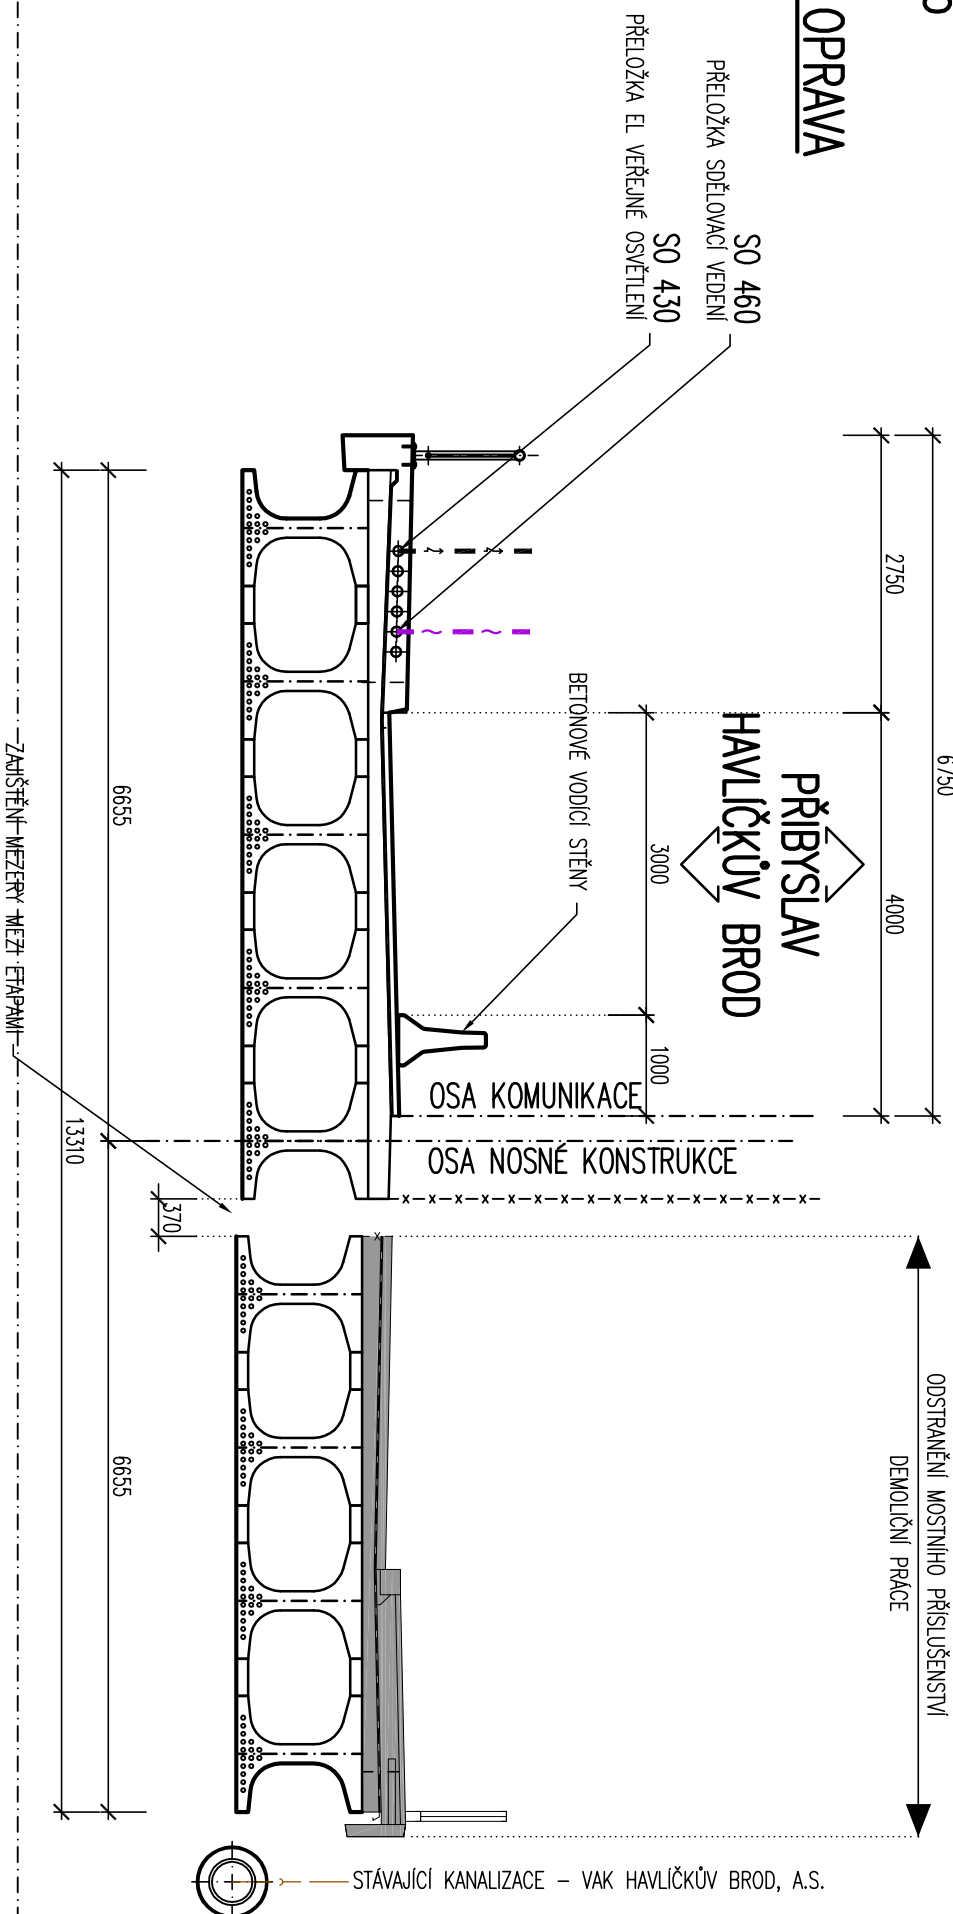 OPRAVA
SO 460
PŘELOŽKA SDĚLOVACÍ VEDENÍ
SO 430
PŘELOŽKA EL VEŘEJNÉ OSVĚTLENÍ
6750
2750
4000
PŘIBYSLAV
HAVLÍČKŮV BROD
3000
1000
BETONOVÉ VODÍCÍ STĚNY
OSA KOMUNIKACE
OSA NOSNÉ KONSTRUKCE
370
6655
6655
13310
ZAJIŠTĚNÍ MEZERY MEZI ETAPAMI
ODSTRANĚNÍ MOSTNÍHO PŘÍSLUŠENSTVÍ
DEMOLIČNÍ PRÁCE
STÁVAJÍCÍ KANALIZACE – VAK HAVLÍČKŮV BROD, A.S.